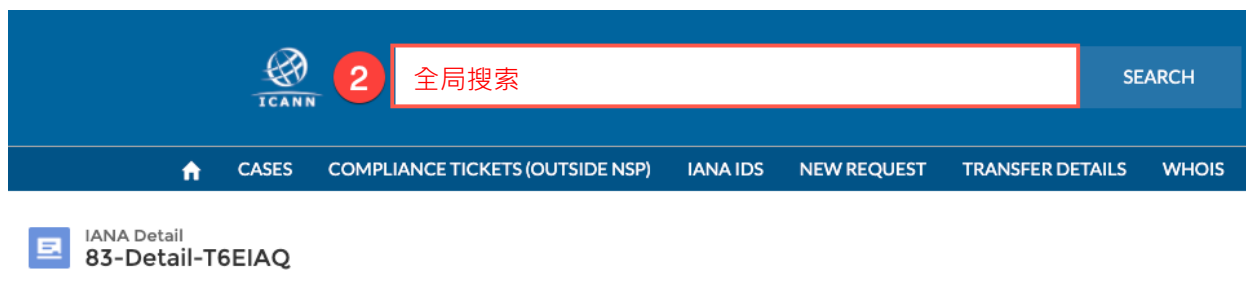 ICANN
2 全局搜索 SEARCH
CASES COMPLIANCE TICKETS (OUTSIDE NSP) IANA IDS NEW REQUEST TRANSFER DETAILS WHOIS
IANA Detail
83-Detail-T6EIAQ